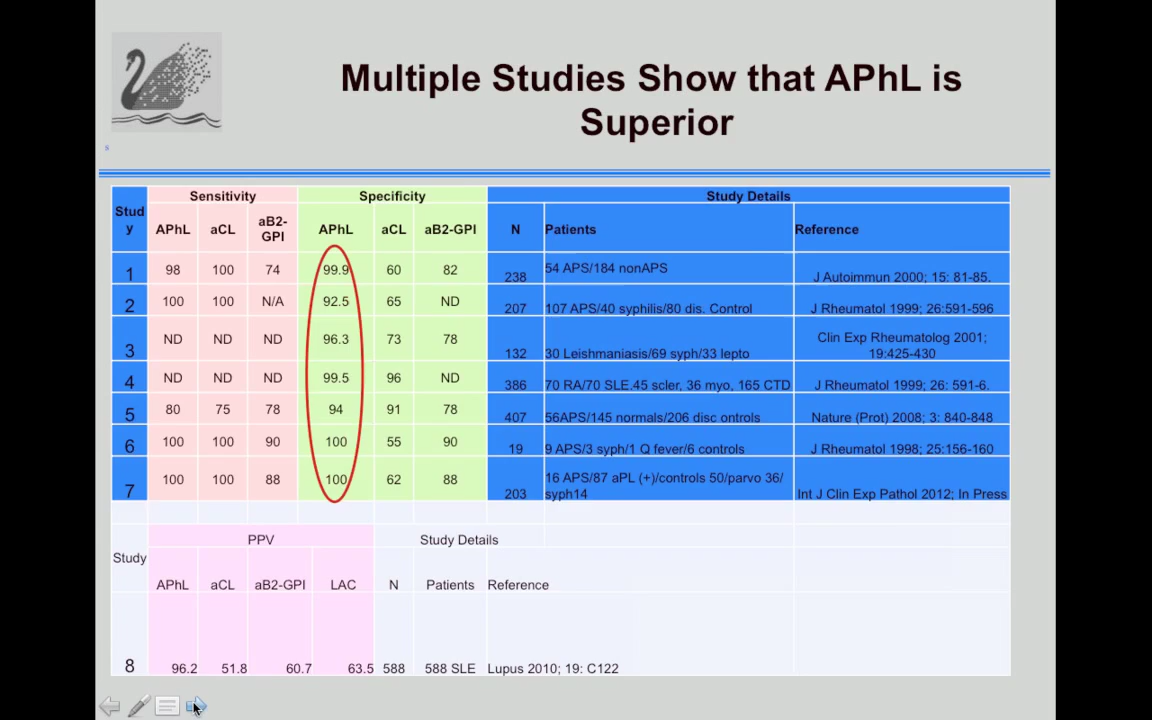 Multiple Studies Show that APhL is
Superior
s
Sensitivity Specificity Study Details
Stud
y APhL aCL aB2-
GPI APhL aCL aB2-GPI N Patients Reference
1 98 100 74 99.9 60 82 238 54 APS/184 nonAPS J Autoimmun 2000; 15: 81-85.
2 100 100 N/A 92.5 65 ND 207 107 APS/40 syphilis/80 dis. Control J Rheumatol 1999; 26:591-596
3 ND ND ND 96.3 73 78 132 30 Leishmaniasis/69 syph/33 lepto Clin Exp Rheumatolog 2001;
19:425-430
4 ND ND ND 99.5 96 ND 386 70 RA/70 SLE.45 scler, 36 myo, 165 CTD J Rheumatol 1999; 26: 591-6.
5 80 75 78 94 91 78 407 56APS/145 normals/206 disc ontrols Nature (Prot) 2008; 3: 840-848
6 100 100 90 100 55 90 19 9 APS/3 syph/1 Q fever/6 controls J Rheumatol 1998; 25:156-160
7 100 100 88 100 62 88 203 16 APS/87 aPL (+)/controls 50/parvo 36/
syph14 Int J Clin Exp Pathol 2012; In Press
PPV Study Details
Study
APhL aCL aB2-GPI LAC N Patients Reference
8 96.2 51.8 60.7 63.5 588 588 SLE Lupus 2010; 19: C122